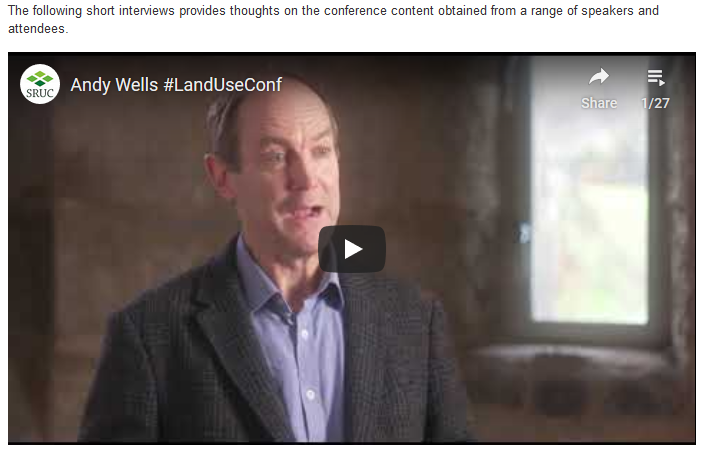 The following short interviews provides thoughts on the conference content obtained from a range of speakers and
attendees.
SRUC
Andy Wells #LandUseConf
Share
1/27